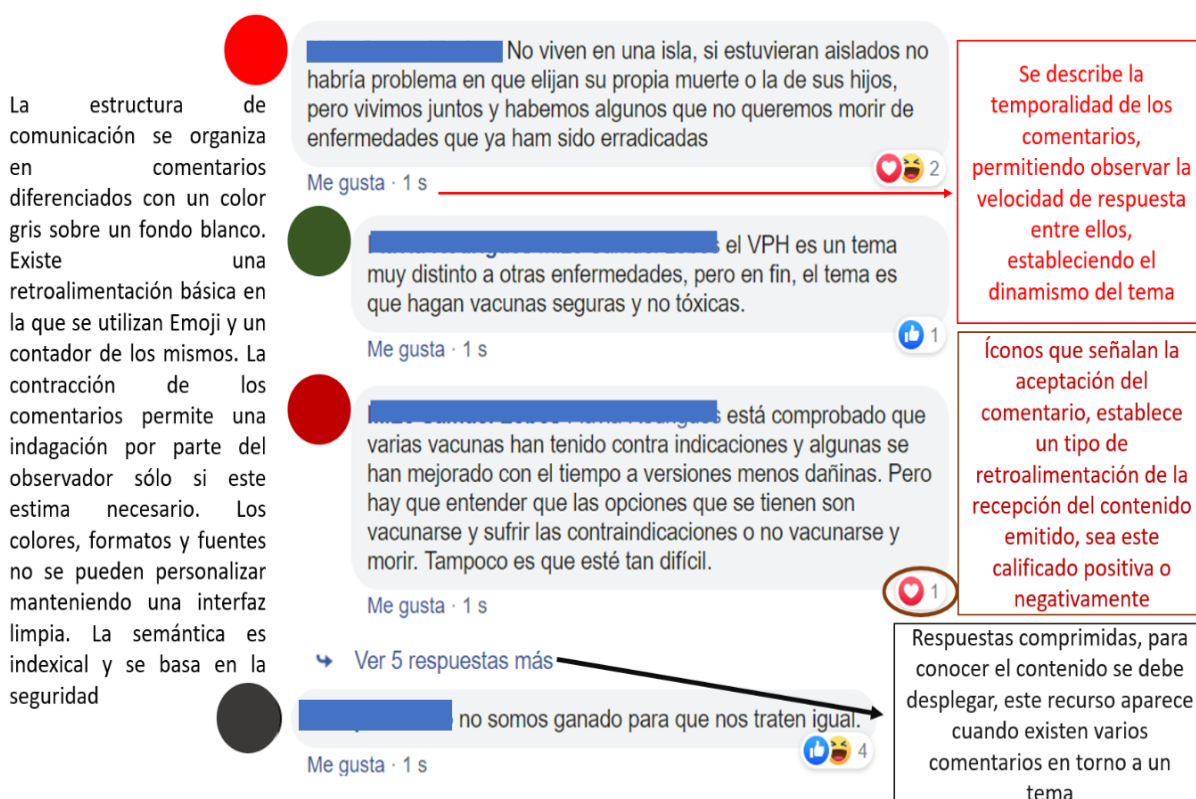 La estructura de
comunicación se organiza
en comentarios
diferenciados con un color
gris sobre un fondo blanco.
Existe una
retroalimentación básica en
la que se utilizan Emoji y un
contador de los mismos. La
contracción de los
comentarios permite una
indagación por parte del
observador sólo si este
estima necesario. Los
colores, formatos y fuentes
no se pueden personalizar
manteniendo una interfaz
limpia. La semántica es
indexical y se basa en la
seguridad
No viven en una isla, si estuvieran aislados no
habría problema en que elijan su propia muerte o la de sus hijos,
pero vivimos juntos y habemos algunos que no queremos morir de
enfermedades que ya ham sido erradicadas
2
Me gusta · 1 s
el VPH es un tema
muy distinto a otras enfermedades, pero en fin, el tema es
que hagan vacunas seguras y no tóxicas.
1
Me gusta · 1 s
está comprobado que
varias vacunas han tenido contra indicaciones y algunas se
han mejorado con el tiempo a versiones menos dañinas. Pero
hay que entender que las opciones que se tienen son
vacunarse y sufrir las contraindicaciones o no vacunarse y
morir. Tampoco es que esté tan difícil.
1
Me gusta · 1 s
Ver 5 respuestas más
no somos ganado para que nos traten igual.
4
Me gusta · 1 s
Se describe la
temporalidad de los
comentarios,
permitiendo observar la
velocidad de respuesta
entre ellos,
estableciendo el
dinamismo del tema
Íconos que señalan la
aceptación del
comentario, establece
un tipo de
retroalimentación de la
recepción del contenido
emitido, sea este
calificado positiva o
negativamente
Respuestas comprimidas, para
conocer el contenido se debe
desplegar, este recurso aparece
cuando existen varios
comentarios en torno a un
tema